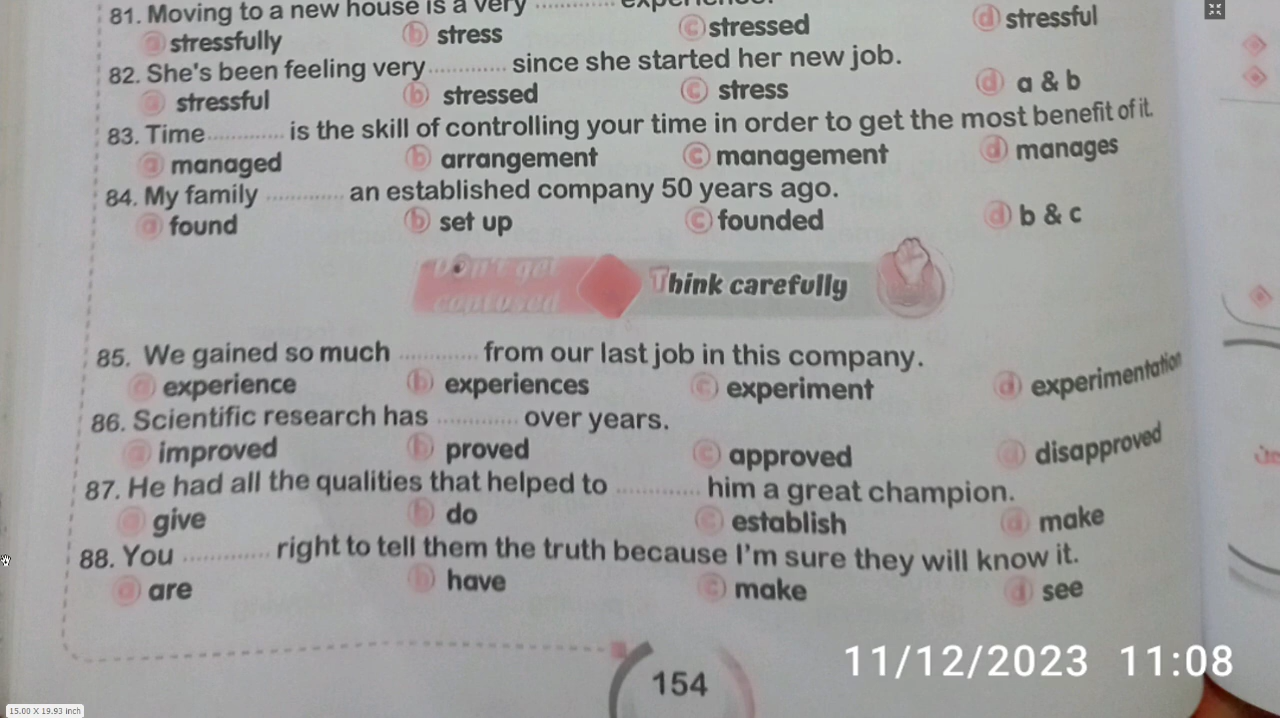 81. Moving to a new house is a very ............ experience.
a stressfully b stress c stressed d stressful
82. She's been feeling very ............ since she started her new job.
a stressful b stressed c stress d a & b
83. Time ............ is the skill of controlling your time in order to get the most benefit of it.
a managed b arrangement c management d manages
84. My family ............ an established company 50 years ago.
a found b set up c founded d b & c
Don't get
confused
Think carefully
85. We gained so much ............ from our last job in this company.
a experience b experiences c experiment d experimentation
86. Scientific research has ............ over years.
a improved b proved c approved d disapproved
87. He had all the qualities that helped to ............ him a great champion.
a give b do c establish d make
88. You ............ right to tell them the truth because I'm sure they will know it.
a are b have c make d see
154
11/12/2023 11:08
15.00 X 19.93 inch